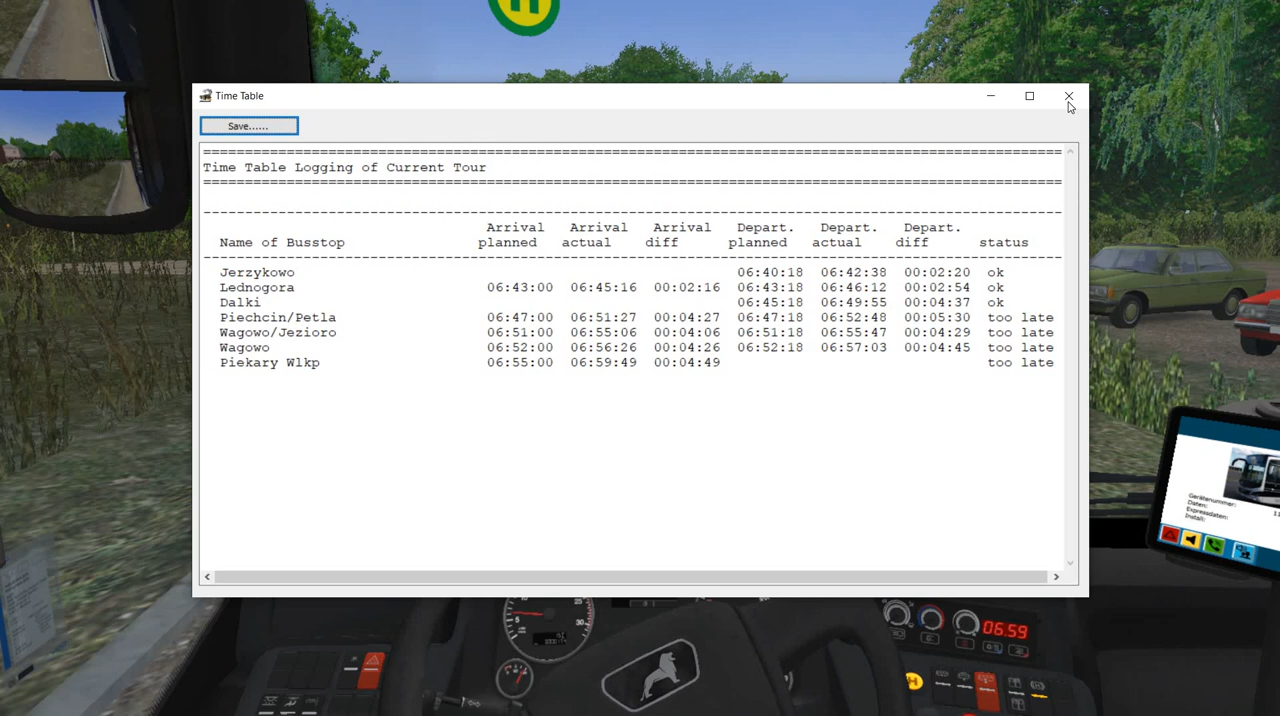 H
Time Table
Save......
Time Table Logging of Current Tour
Arrival Arrival Arrival Depart. Depart. Depart.
Name of Busstop planned actual diff planned actual diff status
Jerzykowo 06:40:18 06:42:38 00:02:20 ok
Lednogora 06:43:00 06:45:16 00:02:16 06:43:18 06:46:12 00:02:54 ok
Dalki 06:45:18 06:49:55 00:04:37 ok
Piechcin/Petla 06:47:00 06:51:27 00:04:27 06:47:18 06:52:48 00:05:30 too late
Wagowo/Jezioro 06:51:00 06:55:06 00:04:06 06:51:18 06:55:47 00:04:29 too late
Wagowo 06:52:00 06:56:26 00:04:26 06:52:18 06:57:03 00:04:45 too late
Piekary Wlkp 06:55:00 06:59:49 00:04:49 too late
Gerätenummer:
Daten:
Expressdaten:
Install:
06.59